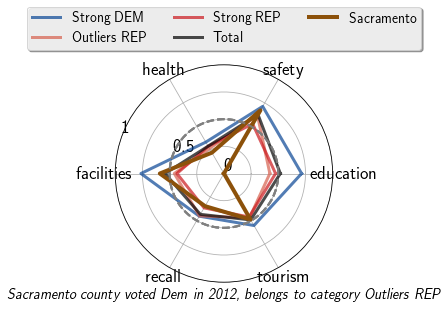 Strong DEM Strong REP Sacramento
Outliers REP Total
health safety
1
0.5
0
facilities education
recall tourism
Sacramento county voted Dem in 2012, belongs to category Outliers REP